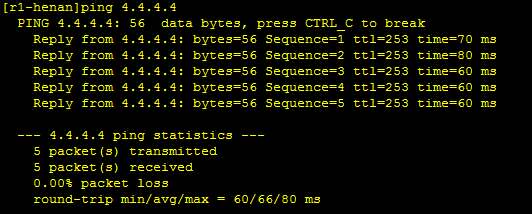 [r1-henan]ping 4.4.4.4
PING 4.4.4.4: 56  data bytes, press CTRL_C to break
Reply from 4.4.4.4: bytes=56 Sequence=1 ttl=253 time=70 ms
Reply from 4.4.4.4: bytes=56 Sequence=2 ttl=253 time=80 ms
Reply from 4.4.4.4: bytes=56 Sequence=3 ttl=253 time=60 ms
Reply from 4.4.4.4: bytes=56 Sequence=4 ttl=253 time=60 ms
Reply from 4.4.4.4: bytes=56 Sequence=5 ttl=253 time=60 ms
--- 4.4.4.4 ping statistics ---
5 packet(s) transmitted
5 packet(s) received
0.00% packet loss
round-trip min/avg/max = 60/66/80 ms